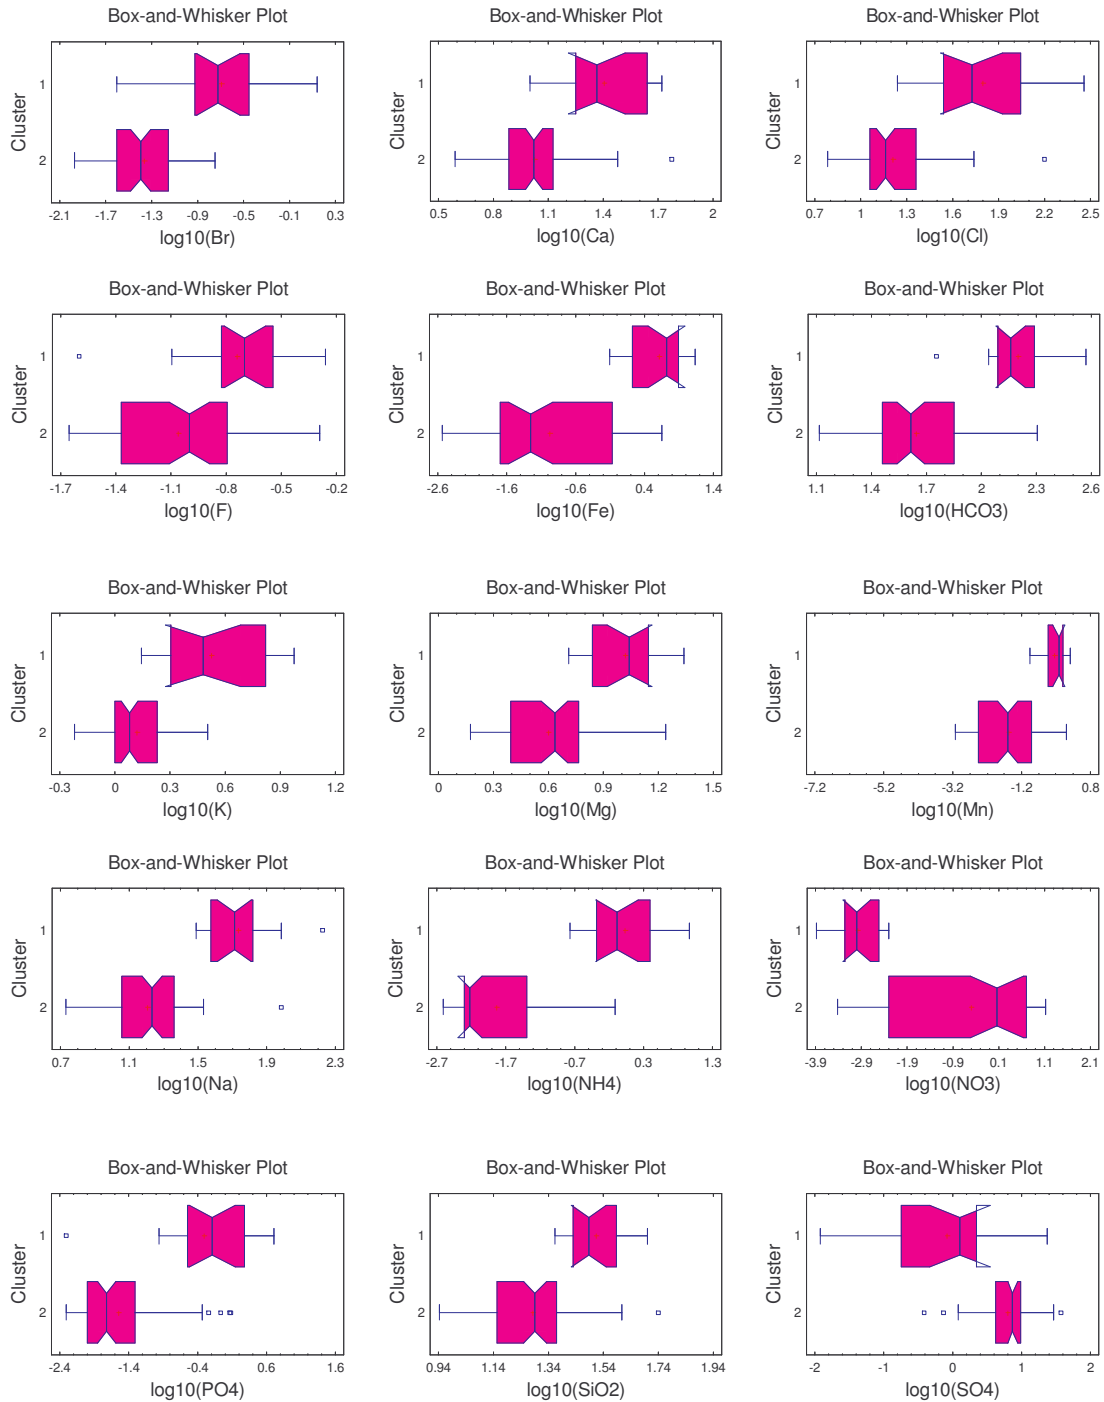 Box-and-Whisker Plot Box-and-Whisker Plot Box-and-Whisker Plot
Cluster Cluster Cluster
1 1 1
2 2 2
-2.1 -1.7 -1.3 -0.9 -0.5 -0.1 0.3 0.5 0.8 1.1 1.4 1.7 2 0.7 1 1.3 1.6 1.9 2.2 2.5
log10(Br) log10(Ca) log10(Cl)
Box-and-Whisker Plot Box-and-Whisker Plot Box-and-Whisker Plot
Cluster Cluster Cluster
1 1 1
2 2 2
-1.7 -1.4 -1.1 -0.8 -0.5 -0.2 -2.6 -1.6 -0.6 0.4 1.4 1.1 1.4 1.7 2 2.3 2.6
log10(F) log10(Fe) log10(HCO3)
Box-and-Whisker Plot Box-and-Whisker Plot Box-and-Whisker Plot
Cluster Cluster Cluster
1 1 1
2 2 2
-0.3 0 0.3 0.6 0.9 1.2 0 0.3 0.6 0.9 1.2 1.5 -7.2 -5.2 -3.2 -1.2 0.8
log10(K) log10(Mg) log10(Mn)
Box-and-Whisker Plot Box-and-Whisker Plot Box-and-Whisker Plot
Cluster Cluster Cluster
1 1 1
2 2 2
0.7 1.1 1.5 1.9 2.3 -2.7 -1.7 -0.7 0.3 1.3 -3.9 -2.9 -1.9 -0.9 0.1 1.1 2.1
log10(Na) log10(NH4) log10(NO3)
Box-and-Whisker Plot Box-and-Whisker Plot Box-and-Whisker Plot
Cluster Cluster Cluster
1 1 1
2 2 2
-2.4 -1.4 -0.4 0.6 1.6 0.94 1.14 1.34 1.54 1.74 1.94 -2 -1 0 1 2
log10(PO4) log10(SiO2) log10(SO4)